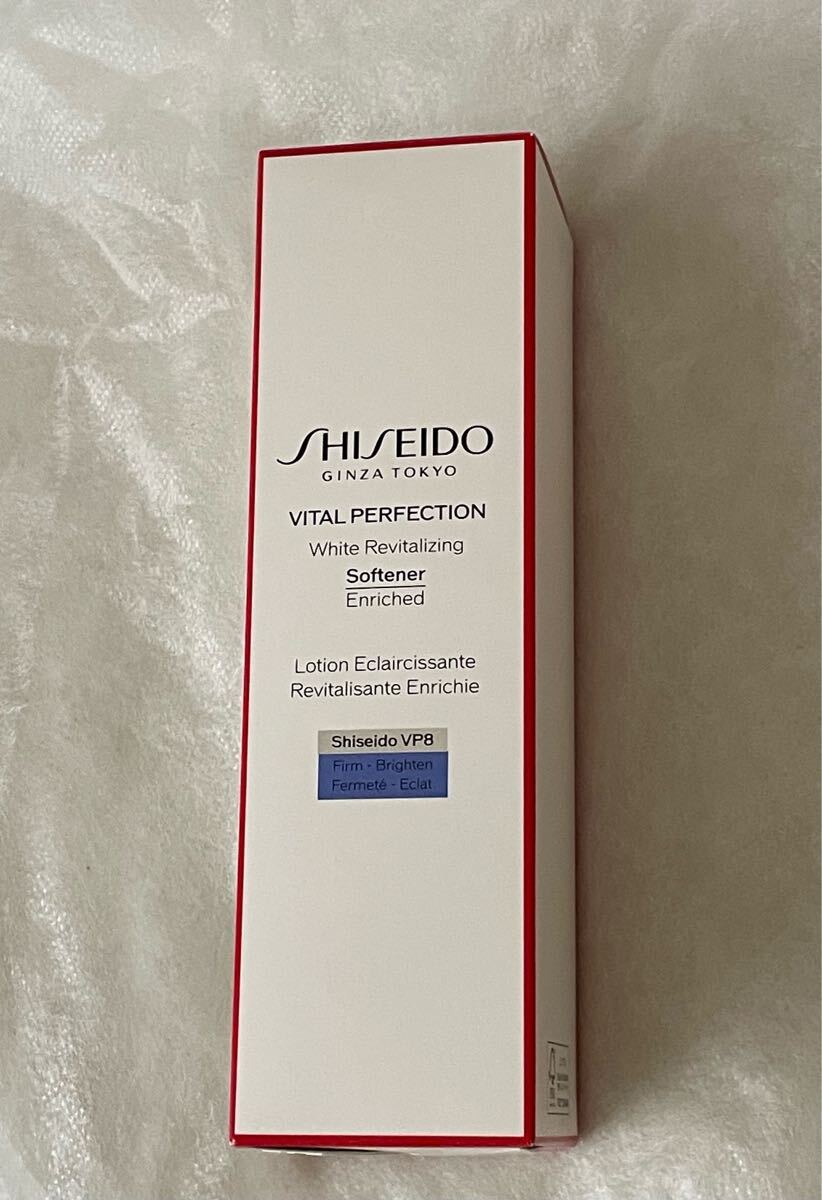 SHISEIDO
GINZA TOKYO
VITAL PERFECTION
White Revitalizing
Softener
Enriched
Lotion Eclaircissante
Revitalisante Enrichie
Shiseido VP8
Firm - Brighten
Fermeté - Eclat